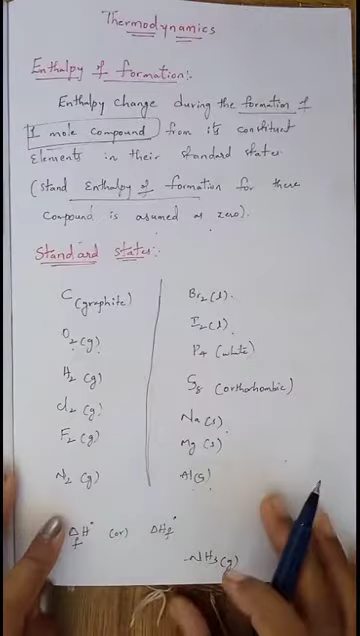 Thermodynamics
Enthalpy of formation:-
Enthalpy change during the formation of
1 mole compound from its constituent
Elements in their standard states.
(stand Enthalpy of formation for these
compound is asumed as zero).
Standard states:-
C (graphite)
O2 (g)
H2 (g)
Cl2 (g)
F2 (g)
N2 (g)
Br2 (l).
I2 (s).
P4 (white)
S8 (orthorhombic)
Na (s)
Mg (s)
Al (s)
ΔfH° (or) ΔHf°
NH3 (g)